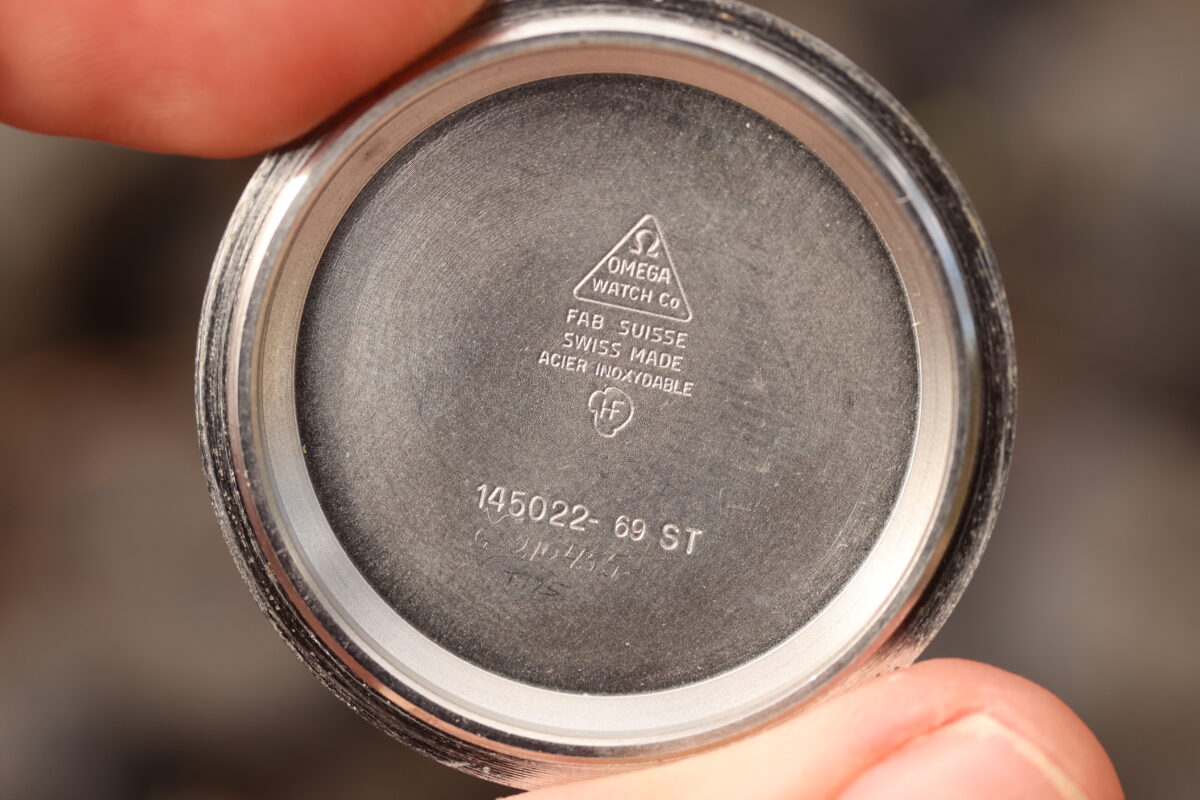 Ω
OMEGA
WATCH Co
FAB SUISSE
SWISS MADE
ACIER INOXYDABLE
HF
145022- 69 ST